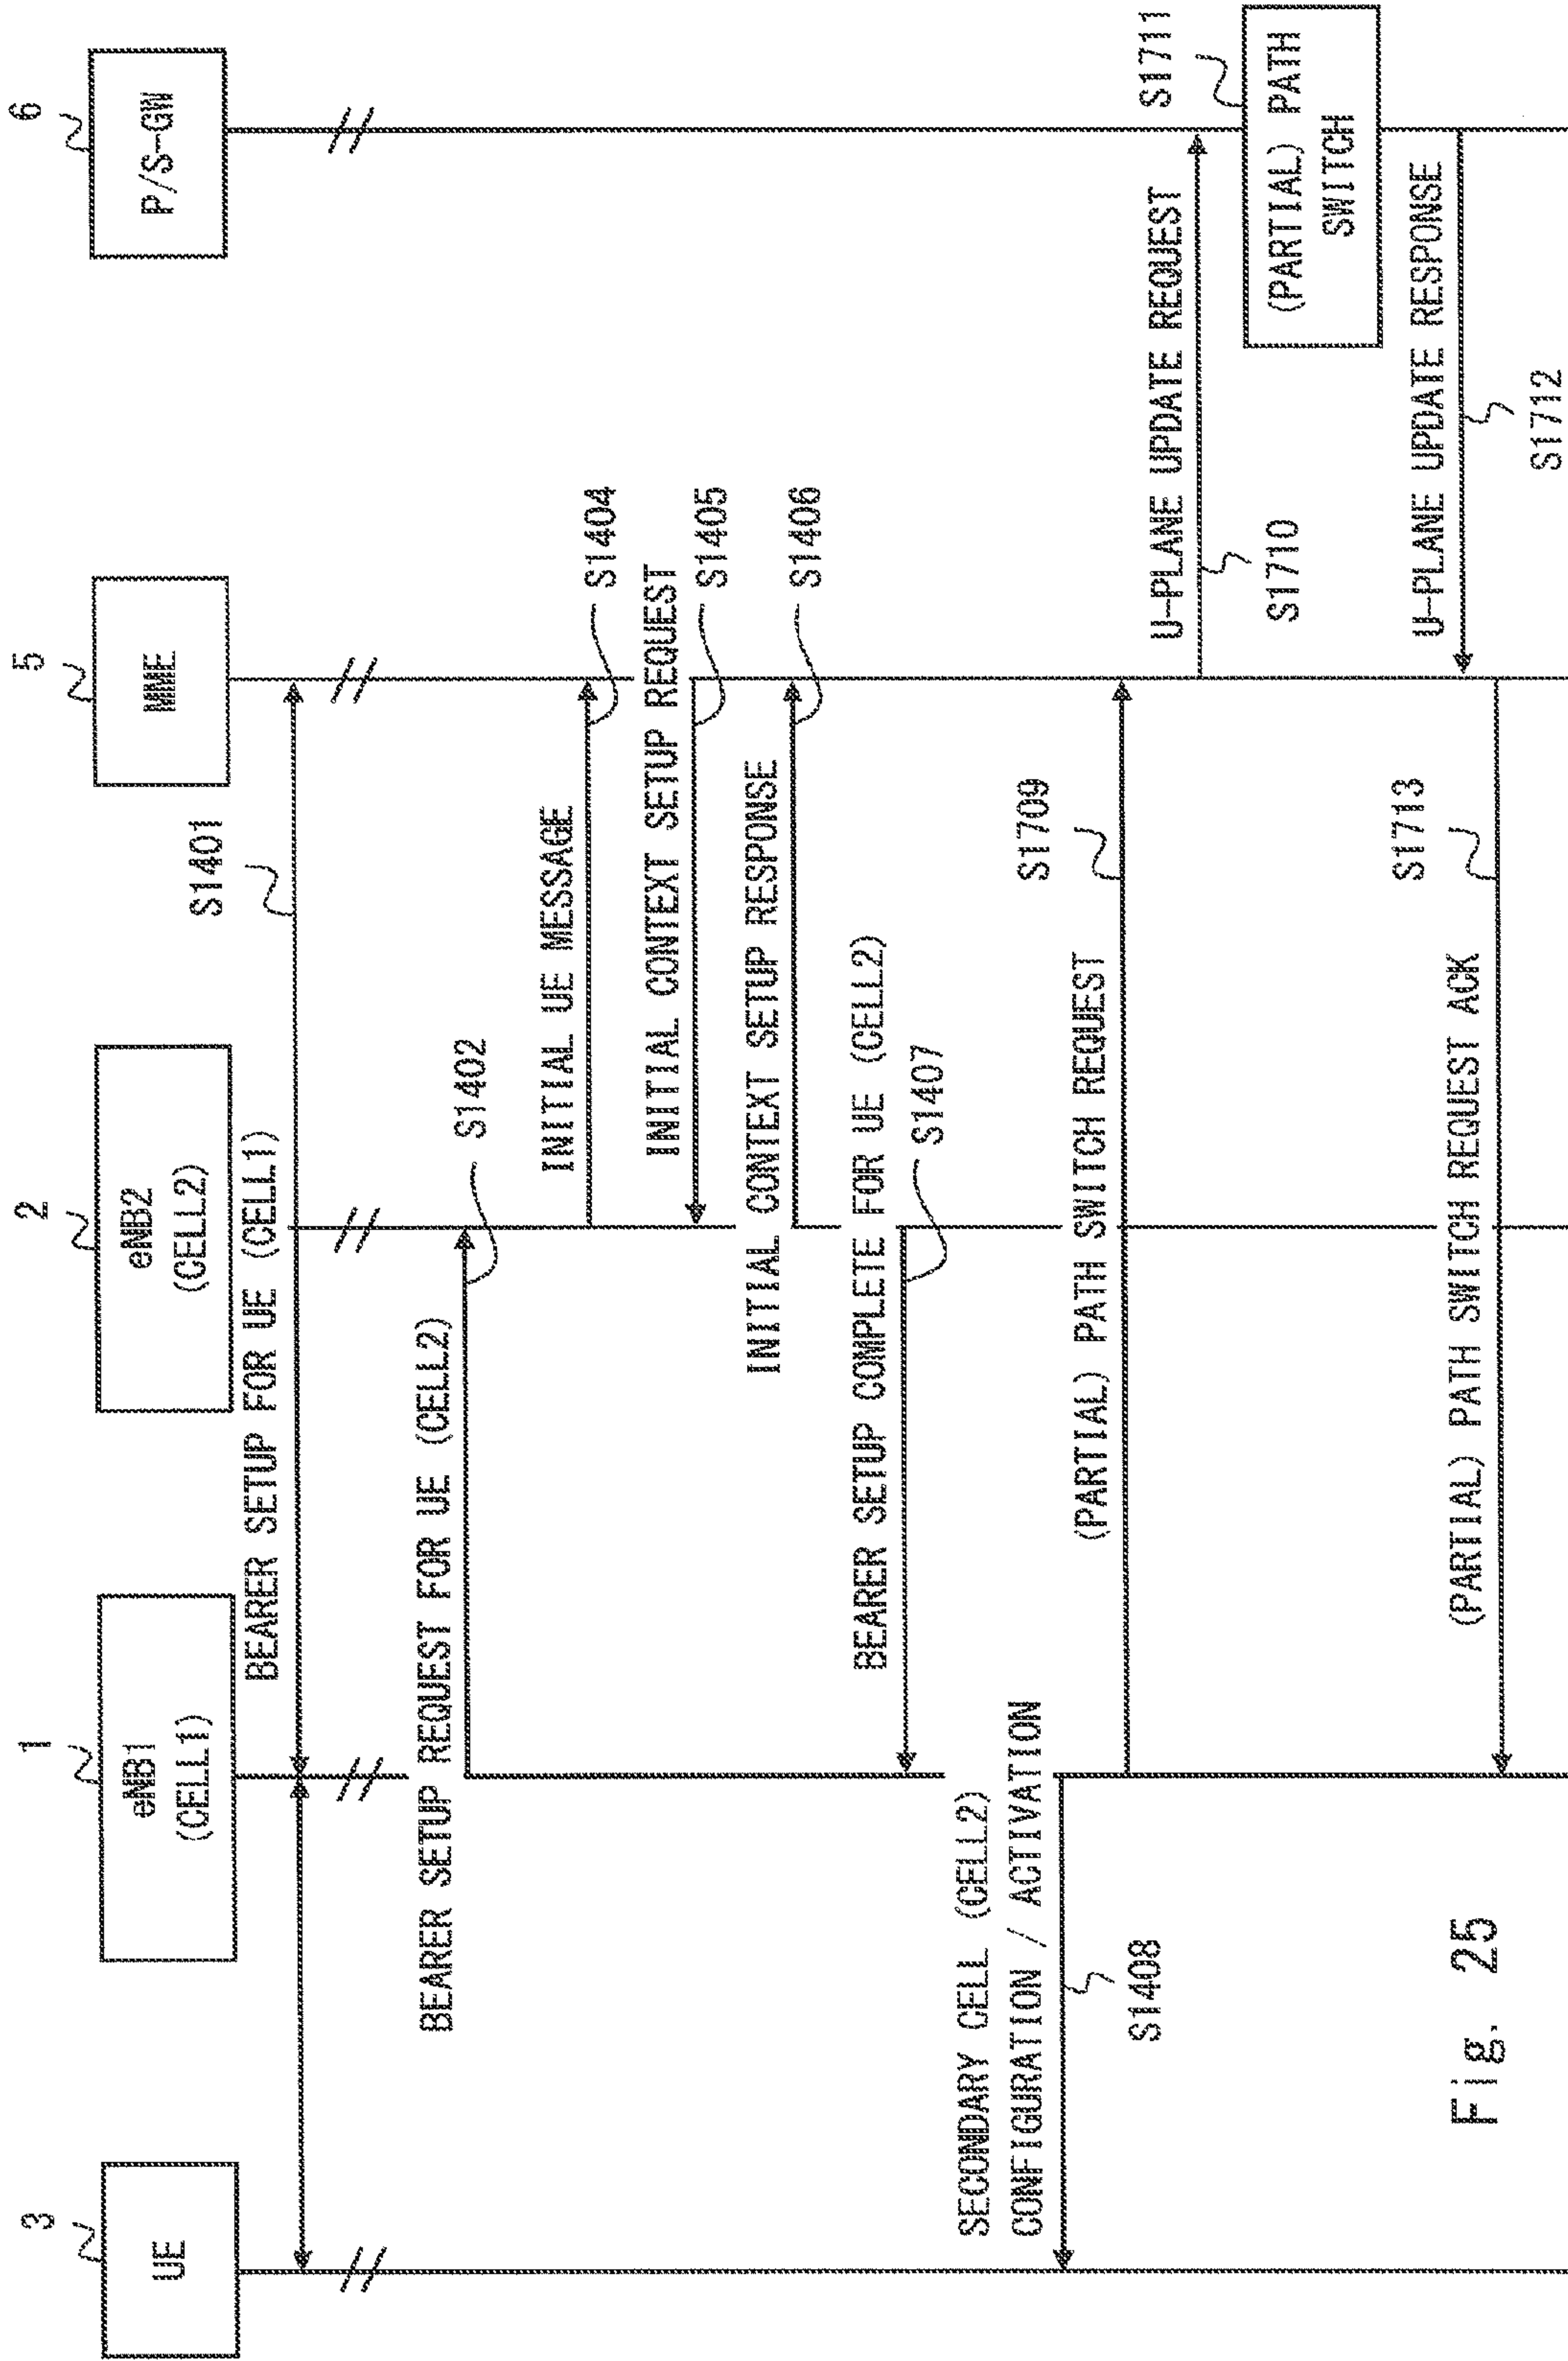 3
UE
1
eNB1
(CELL1)
2
eNB2
(CELL2)
5
MME
6
P/S-GW
BEARER SETUP FOR UE (CELL1)
S1401
BEARER SETUP REQUEST FOR UE (CELL2)
S1402
INITIAL UE MESSAGE
S1404
INITIAL CONTEXT SETUP REQUEST
S1405
INITIAL CONTEXT SETUP RESPONSE
S1406
BEARER SETUP COMPLETE FOR UE (CELL2)
S1407
SECONDARY CELL (CELL2)
CONFIGURATION / ACTIVATION
S1408
(PARTIAL) PATH SWITCH REQUEST
S1709
U-PLANE UPDATE REQUEST
S1710
S1711
(PARTIAL) PATH
SWITCH
U-PLANE UPDATE RESPONSE
S1712
(PARTIAL) PATH SWITCH REQUEST ACK
S1713
Fig. 25